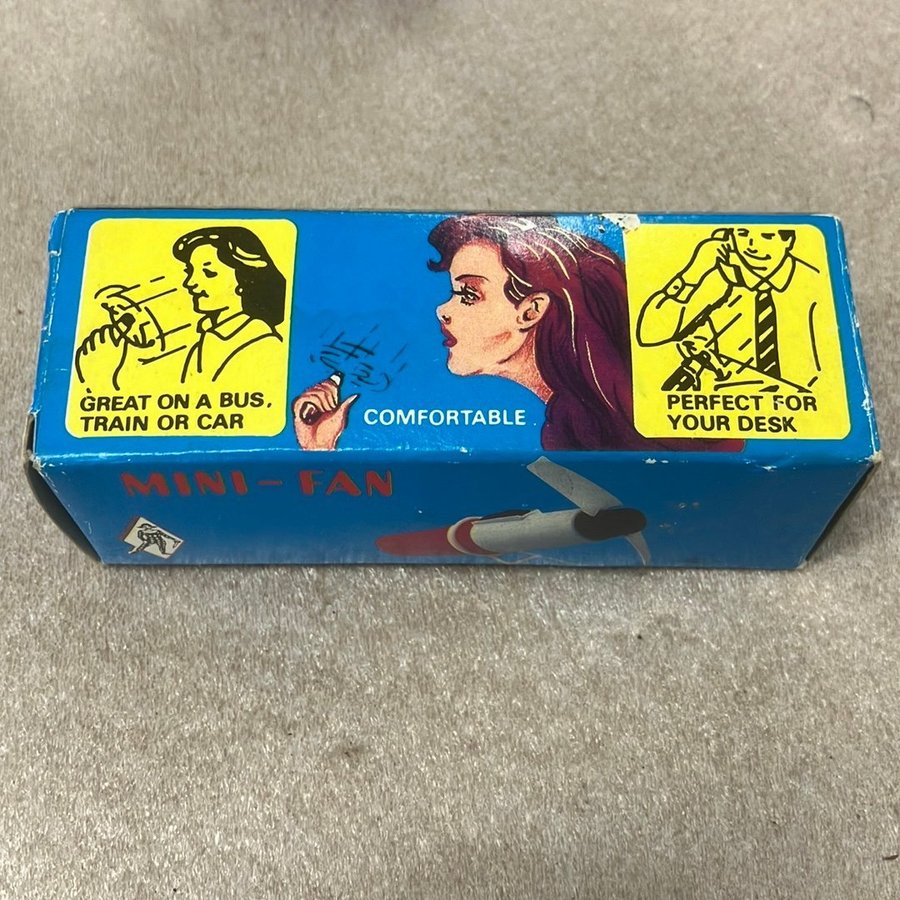 GREAT ON A BUS,
TRAIN OR CAR
COMFORTABLE
PERFECT FOR
YOUR DESK
MINI-FAN